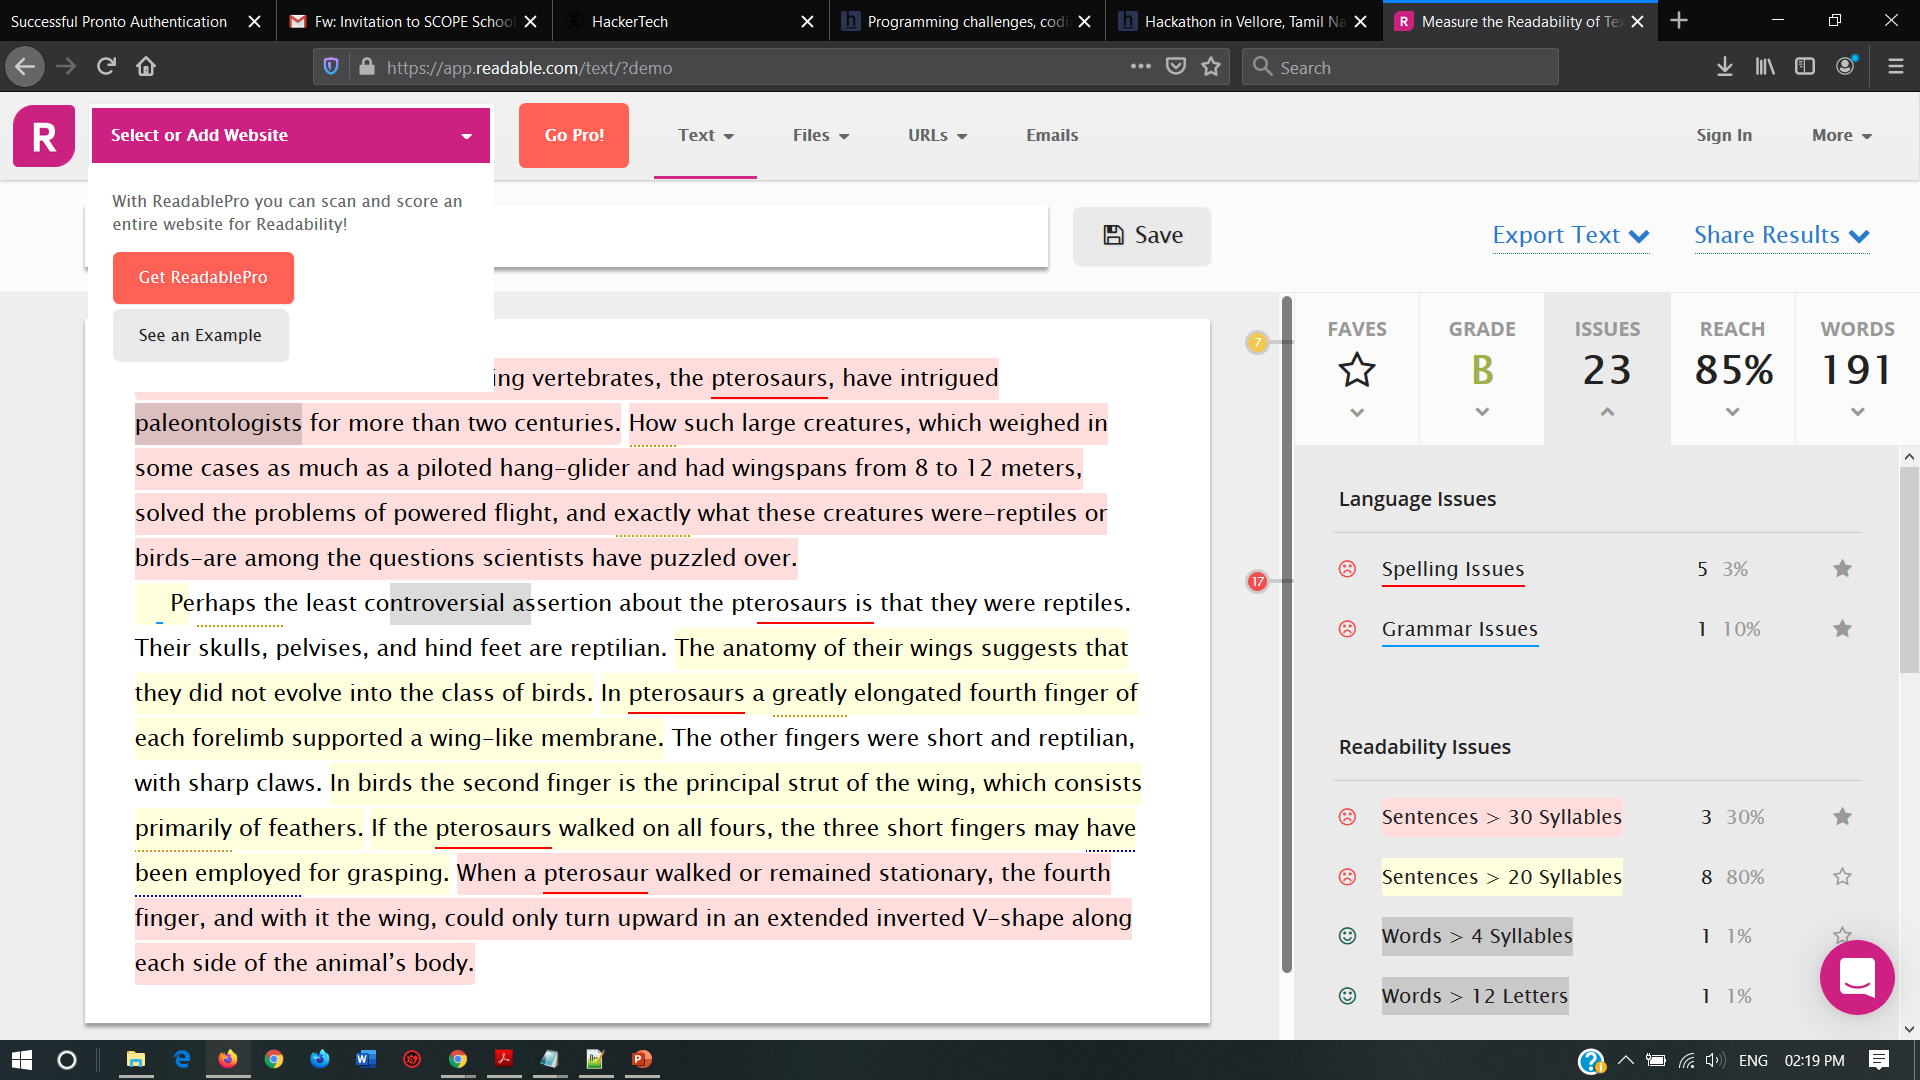 Successful Pronto Authentication
Fw: Invitation to SCOPE School
HackerTech
Programming challenges, codi
Hackathon in Vellore, Tamil Na
Measure the Readability of Te
https://app.readable.com/text/?demo
Search
R
Select or Add Website
Go Pro!
Text
Files
URLs
Emails
Sign In
More
With ReadablePro you can scan and score an
entire website for Readability!
Get ReadablePro
See an Example
Save
Export Text
Share Results
ing vertebrates, the pterosaurs, have intrigued
paleontologists for more than two centuries. How such large creatures, which weighed in
some cases as much as a piloted hang-glider and had wingspans from 8 to 12 meters,
solved the problems of powered flight, and exactly what these creatures were-reptiles or
birds-are among the questions scientists have puzzled over.
Perhaps the least controversial assertion about the pterosaurs is that they were reptiles.
Their skulls, pelvises, and hind feet are reptilian. The anatomy of their wings suggests that
they did not evolve into the class of birds. In pterosaurs a greatly elongated fourth finger of
each forelimb supported a wing-like membrane. The other fingers were short and reptilian,
with sharp claws. In birds the second finger is the principal strut of the wing, which consists
primarily of feathers. If the pterosaurs walked on all fours, the three short fingers may have
been employed for grasping. When a pterosaur walked or remained stationary, the fourth
finger, and with it the wing, could only turn upward in an extended inverted V-shape along
each side of the animal's body.
7
17
FAVES
GRADE
B
ISSUES
23
REACH
85%
WORDS
191
Language Issues
Spelling Issues 5 3%
Grammar Issues 1 10%
Readability Issues
Sentences > 30 Syllables 3 30%
Sentences > 20 Syllables 8 80%
Words > 4 Syllables 1 1%
Words > 12 Letters 1 1%
ENG 02:19 PM